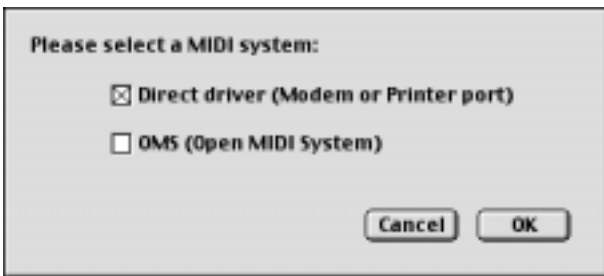 Please select a MIDI system:
Direct driver (Modem or Printer port)
OMS (Open MIDI System)
Cancel OK